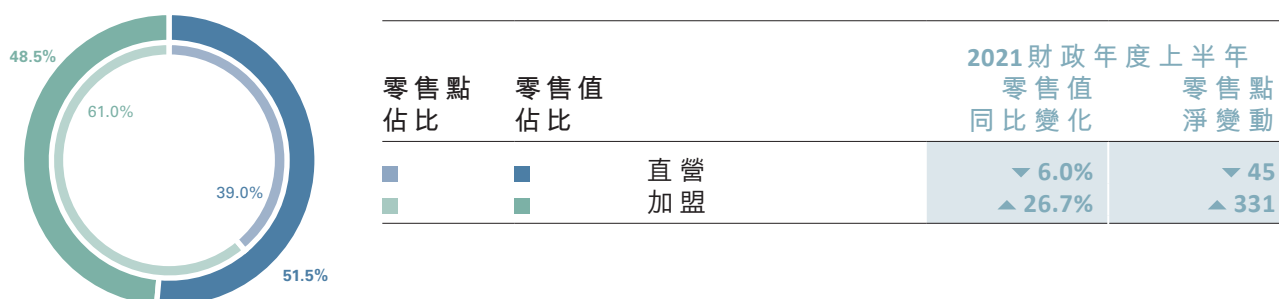 48.5%
61.0%
39.0%
51.5%
2021財政年度上半年
零售點 零售值 零售值 零售點
佔比 佔比 同比變化 淨變動
直營 ▼ 6.0% ▼ 45
加盟 ▲ 26.7% ▲ 331